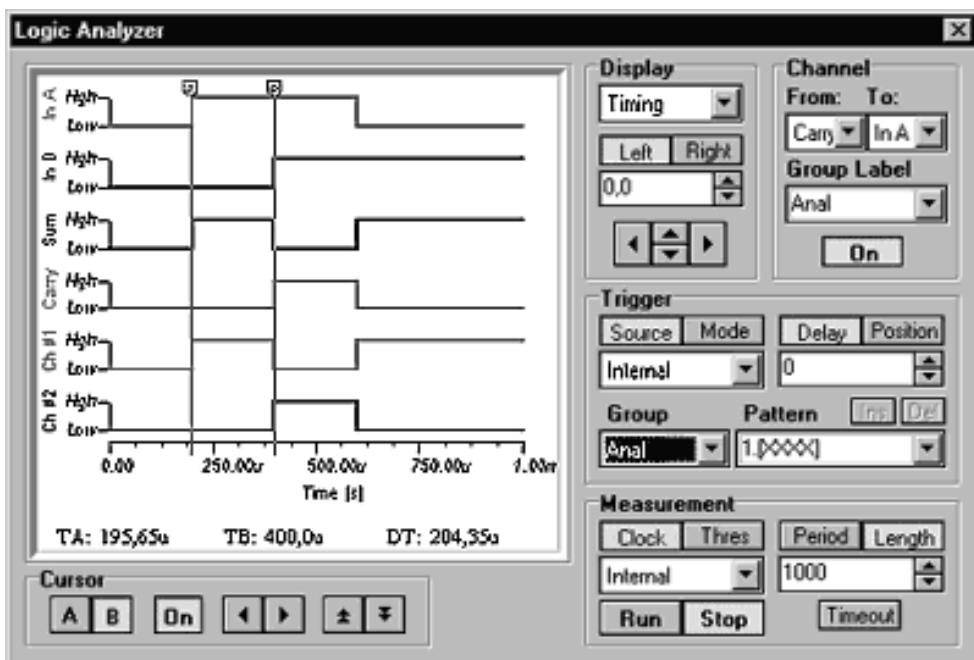 Logic Analyzer
In A High
Low
In B High
Low
Sum High
Low
Carry High
Low
Ch #1 High
Low
Ch #2 High
Low
0.00 250.00u 500.00u 750.00u 1.00m
Time [s]
TA: 195,65u TB: 400,0u DT: 204,35u
Cursor
A B On
Display
Timing
Left Right
0,0
Channel
From: To:
Carry In A
Group Label
Anal
On
Trigger
Source Mode Delay Position
Internal 0
Group Pattern Ins Del
Anal 1.[XXXX]
Measurement
Clock Thres Period Length
Internal 1000
Run Stop Timeout